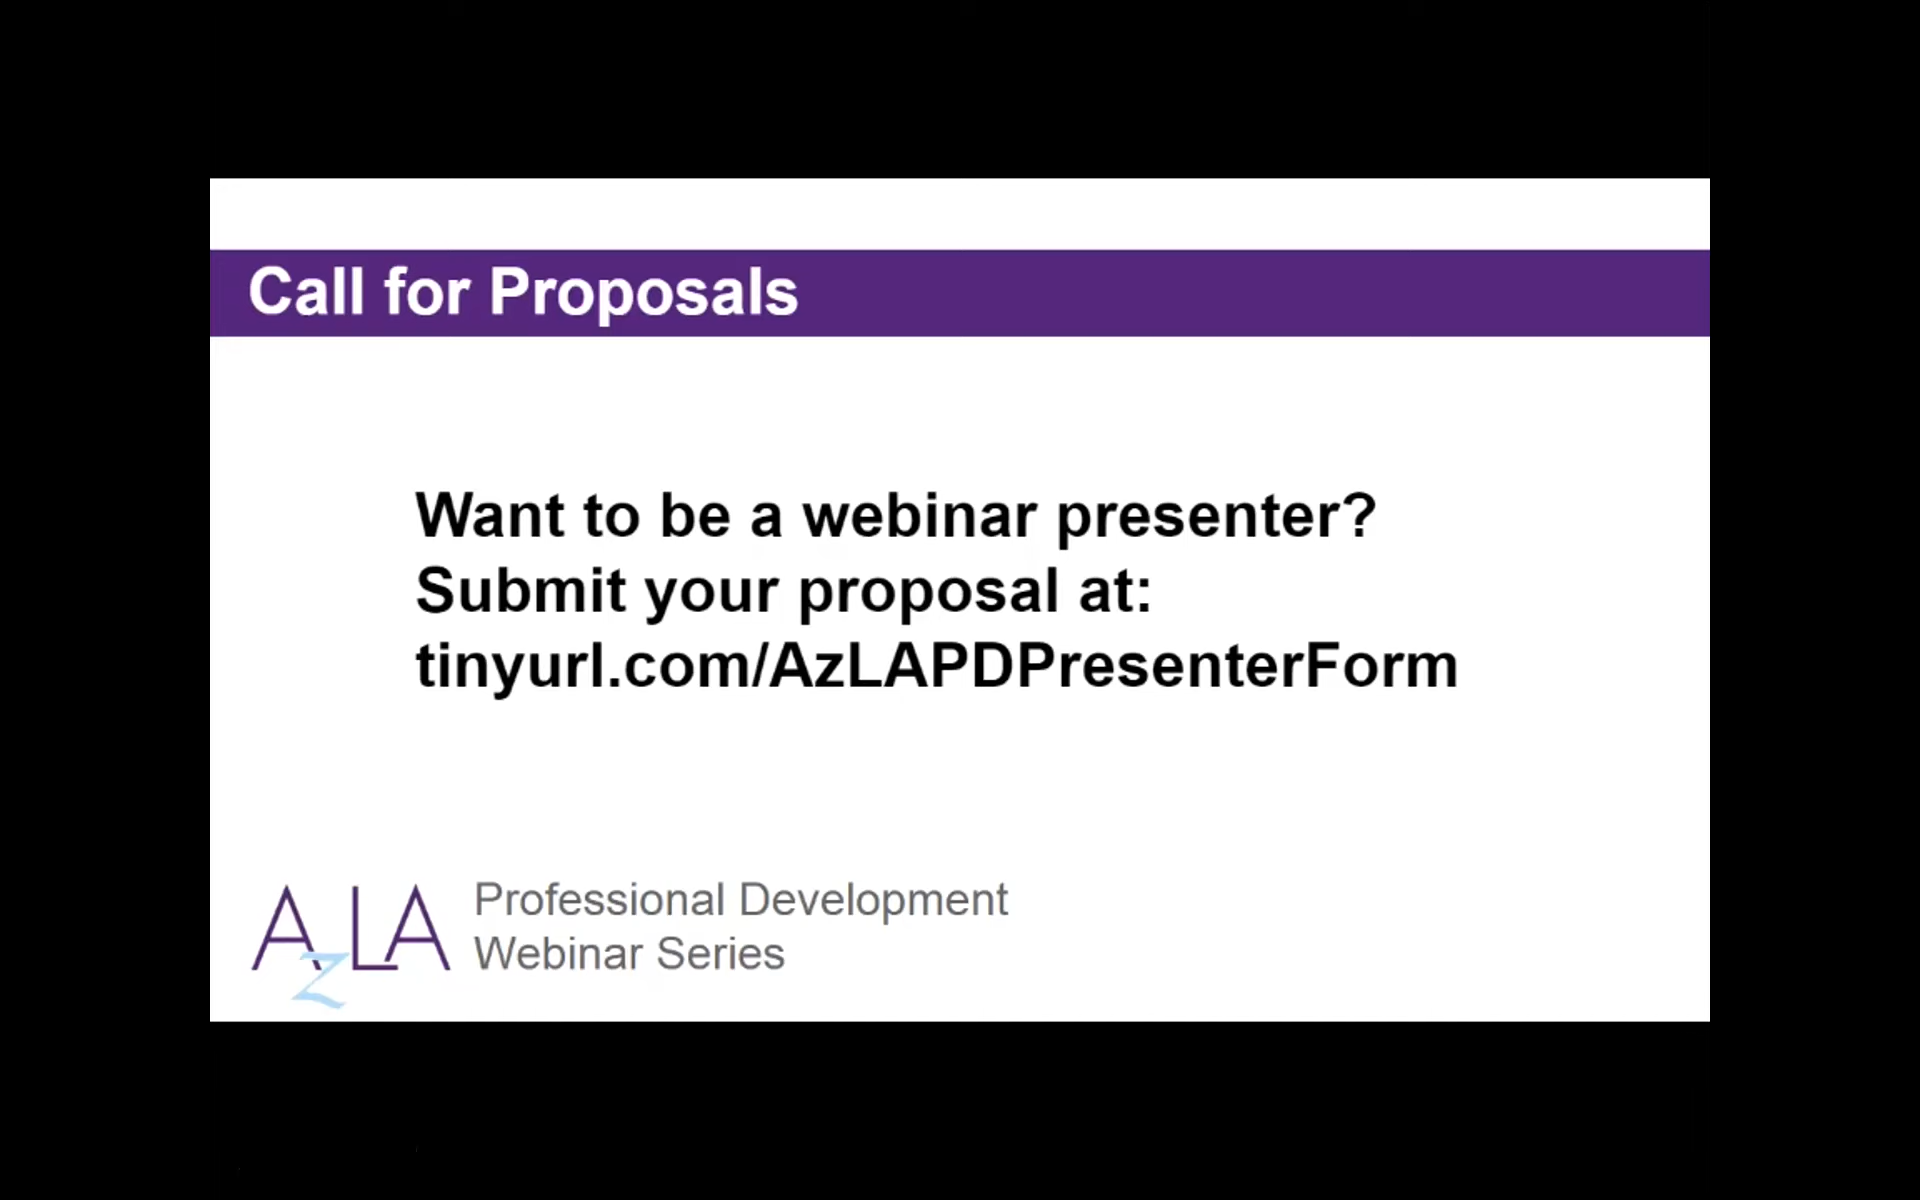 Call for Proposals
Want to be a webinar presenter?
Submit your proposal at:
tinyurl.com/AzLAPDPresenterForm
AzLA
Professional Development
Webinar Series